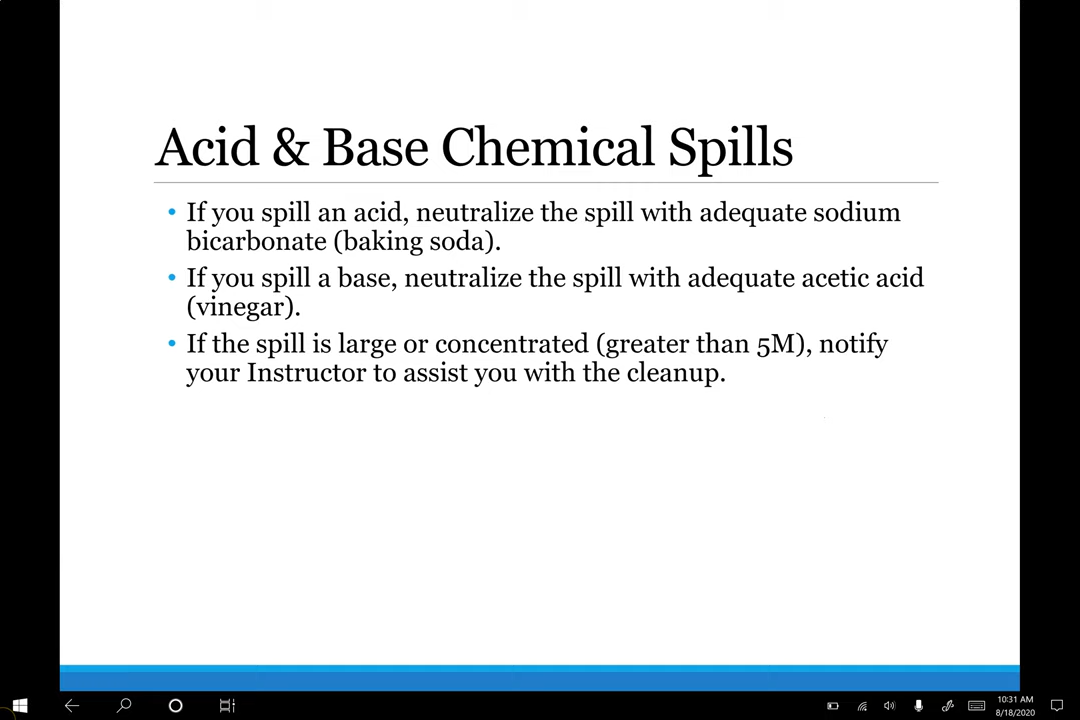 Acid & Base Chemical Spills
• If you spill an acid, neutralize the spill with adequate sodium
bicarbonate (baking soda).
• If you spill a base, neutralize the spill with adequate acetic acid
(vinegar).
• If the spill is large or concentrated (greater than 5M), notify
your Instructor to assist you with the cleanup.
10:31 AM
8/18/2020